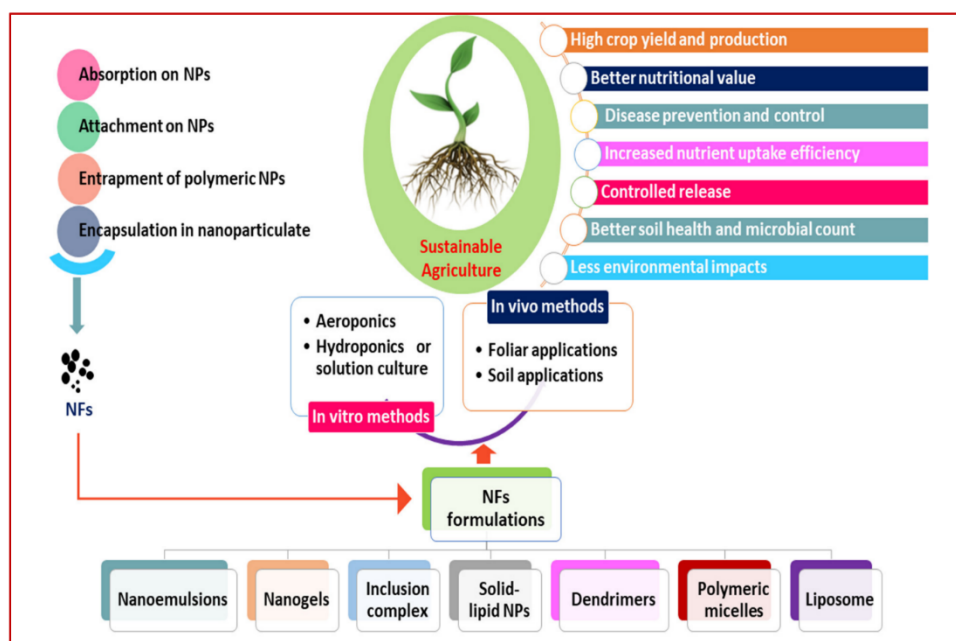 Absorption on NPs
Attachment on NPs
Entrapment of polymeric NPs
Encapsulation in nanoparticulate
NFs
Sustainable
Agriculture
High crop yield and production
Better nutritional value
Disease prevention and control
Increased nutrient uptake efficiency
Controlled release
Better soil health and microbial count
Less environmental impacts
• Aeroponics
• Hydroponics or
solution culture
In vitro methods
In vivo methods
• Foliar applications
• Soil applications
NFs
formulations
Nanoemulsions
Nanogels
Inclusion
complex
Solid-
lipid NPs
Dendrimers
Polymeric
micelles
Liposome